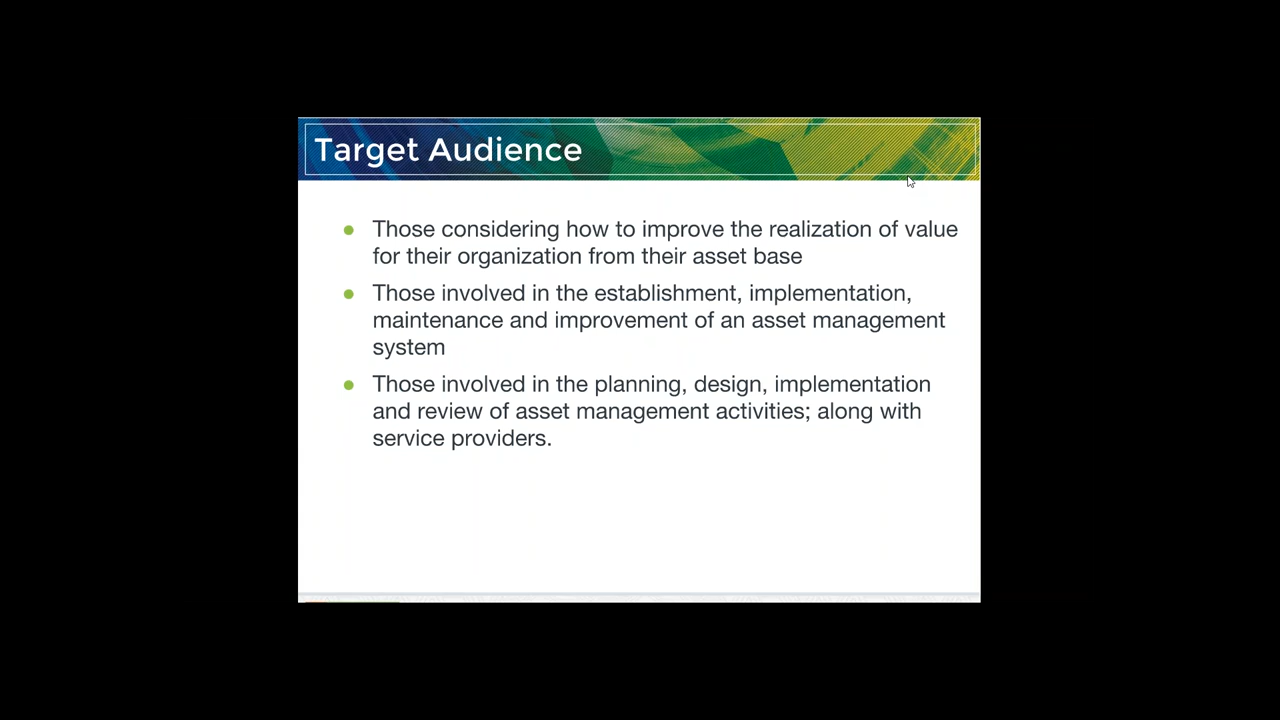 Target Audience
Those considering how to improve the realization of value
for their organization from their asset base
Those involved in the establishment, implementation,
maintenance and improvement of an asset management
system
Those involved in the planning, design, implementation
and review of asset management activities; along with
service providers.